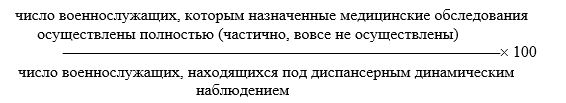 число военнослужащих, которым назначенные медицинские обследования
осуществлены полностью (частично, вовсе не осуществлены)
× 100
число военнослужащих, находящихся под диспансерным динамическим
наблюдением